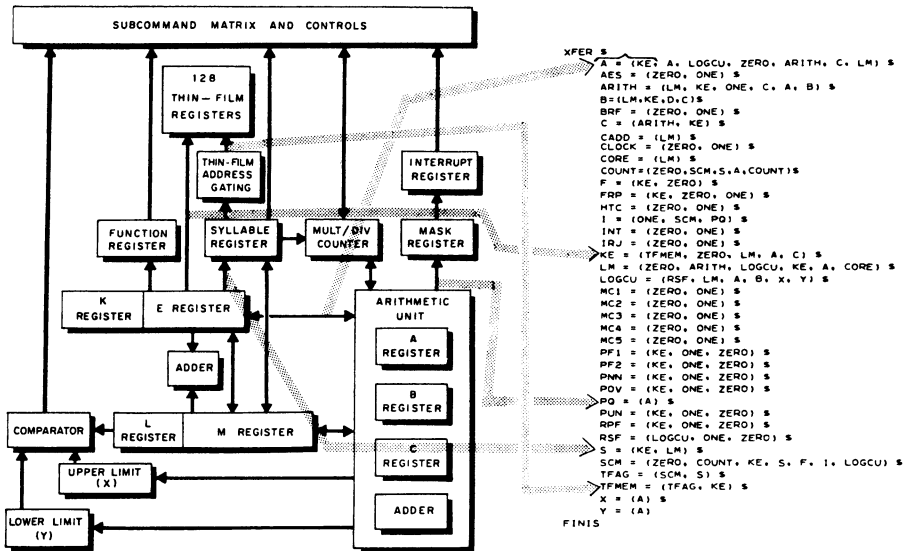 SUBCOMMAND MATRIX AND CONTROLS
128
THIN-FILM
REGISTERS
THIN-FILM
ADDRESS
GATING
INTERRUPT
REGISTER
FUNCTION
REGISTER
SYLLABLE
REGISTER
MULT/DIV
COUNTER
MASK
REGISTER
K
REGISTER
E REGISTER
ARITHMETIC
UNIT
A
REGISTER
ADDER
B
REGISTER
COMPARATOR
L
REGISTER
M REGISTER
C
REGISTER
UPPER LIMIT
(X)
ADDER
LOWER LIMIT
(Y)
XFER $
A = (KE, A, LOGCU, ZERO, ARITH, C, LM) $
AES = (ZERO, ONE) $
ARITH = (LM, KE, ONE, C, A, B) $
B=(LM,KE,D,C)$
BRF = (ZERO, ONE) $
C = (ARITH, KE) $
CADD = (LM) $
CLOCK = (ZERO, ONE) $
CORE = (LM) $
COUNT=(ZERO,SCM,S,A,COUNT)$
F = (KE, ZERO) $
FRP = (KE, ZERO, ONE) $
MTC = (ZERO, ONE) $
I = (ONE, SCM, PQ) $
INT = (ZERO, ONE) $
IRJ = (ZERO, ONE) $
KE = (TFMEM, ZERO, LM, A, C) $
LM = (ZERO, ARITH, LOGCU, KE, A, CORE) $
LOGCU = (RSF, LM, A, B, X, Y) $
MC1 = (ZERO, ONE) $
MC2 = (ZERO, ONE) $
MC3 = (ZERO, ONE) $
MC4 = (ZERO, ONE) $
MC5 = (ZERO, ONE) $
PF1 = (KE, ONE, ZERO) $
PF2 = (KE, ONE, ZERO) $
PNN = (KE, ONE, ZERO) $
POV = (KE, ONE, ZERO) $
PQ = (A) $
PUN = (KE, ONE, ZERO) $
RPF = (KE, ONE, ZERO) $
RSF = (LOGCU, ONE, ZERO) $
S = (KE, LM) $
SCM = (ZERO, COUNT, KE, S, F, I, LOGCU) $
TFAG = (SCM, S) $
TFMEM = (TFAG, KE) $
X = (A) $
Y = (A)
FINIS